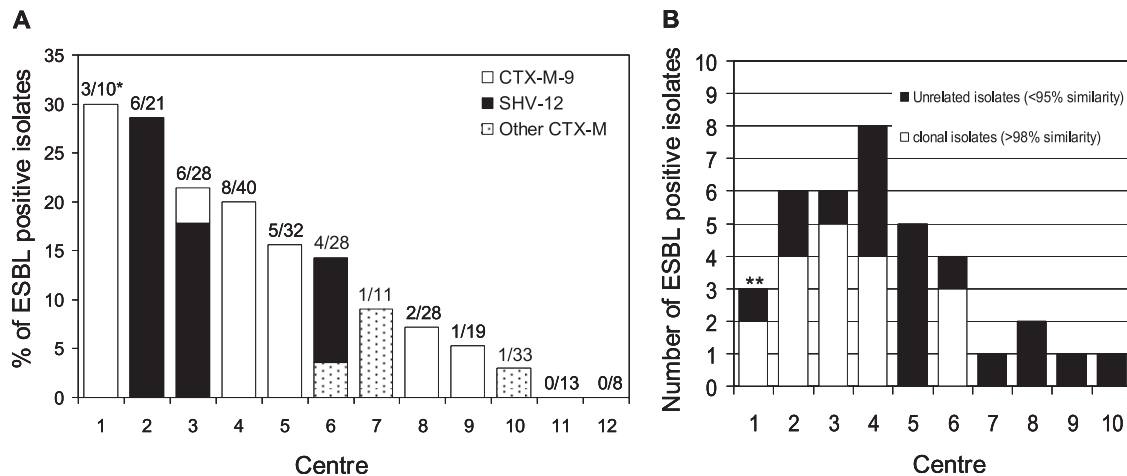 A
% of ESBL positive isolates
35
30
25
20
15
10
5
0
3/10*
6/21
6/28
8/40
5/32
4/28
1/11
2/28
1/19
1/33
0/13
0/8
CTX-M-9
SHV-12
Other CTX-M
1 2 3 4 5 6 7 8 9 10 11 12
Centre
B
Number of ESBL positive isolates
10
9
8
7
6
5
4
3
2
1
0
Unrelated isolates (<95% similarity)
clonal isolates (>98% similarity)
**
1 2 3 4 5 6 7 8 9 10
Centre